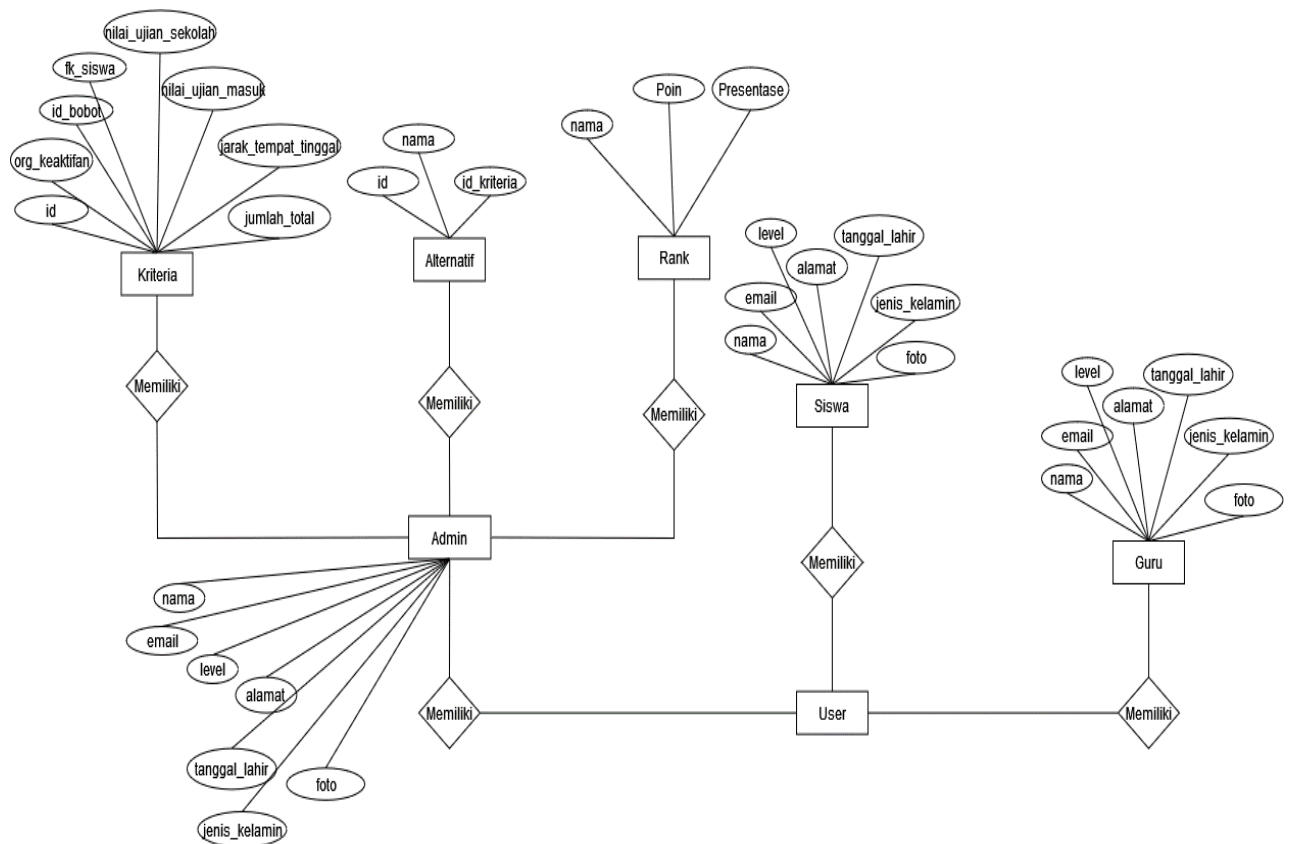 nilai_ujian_sekolah
fk_siswa
nilai_ujian_masuk
id_bobot
org_keaktifan
jarak_tempat_tinggal
id
jumlah_total
Kriteria
nama
id
id_kriteria
Alternatif
Poin
Presentase
nama
Rank
level
tanggal_lahir
alamat
email
jenis_kelamin
nama
foto
Siswa
level
tanggal_lahir
alamat
email
jenis_kelamin
nama
foto
Guru
Memiliki
Memiliki
Memiliki
Memiliki
Admin
nama
email
level
alamat
tanggal_lahir
foto
jenis_kelamin
Memiliki
User
Memiliki